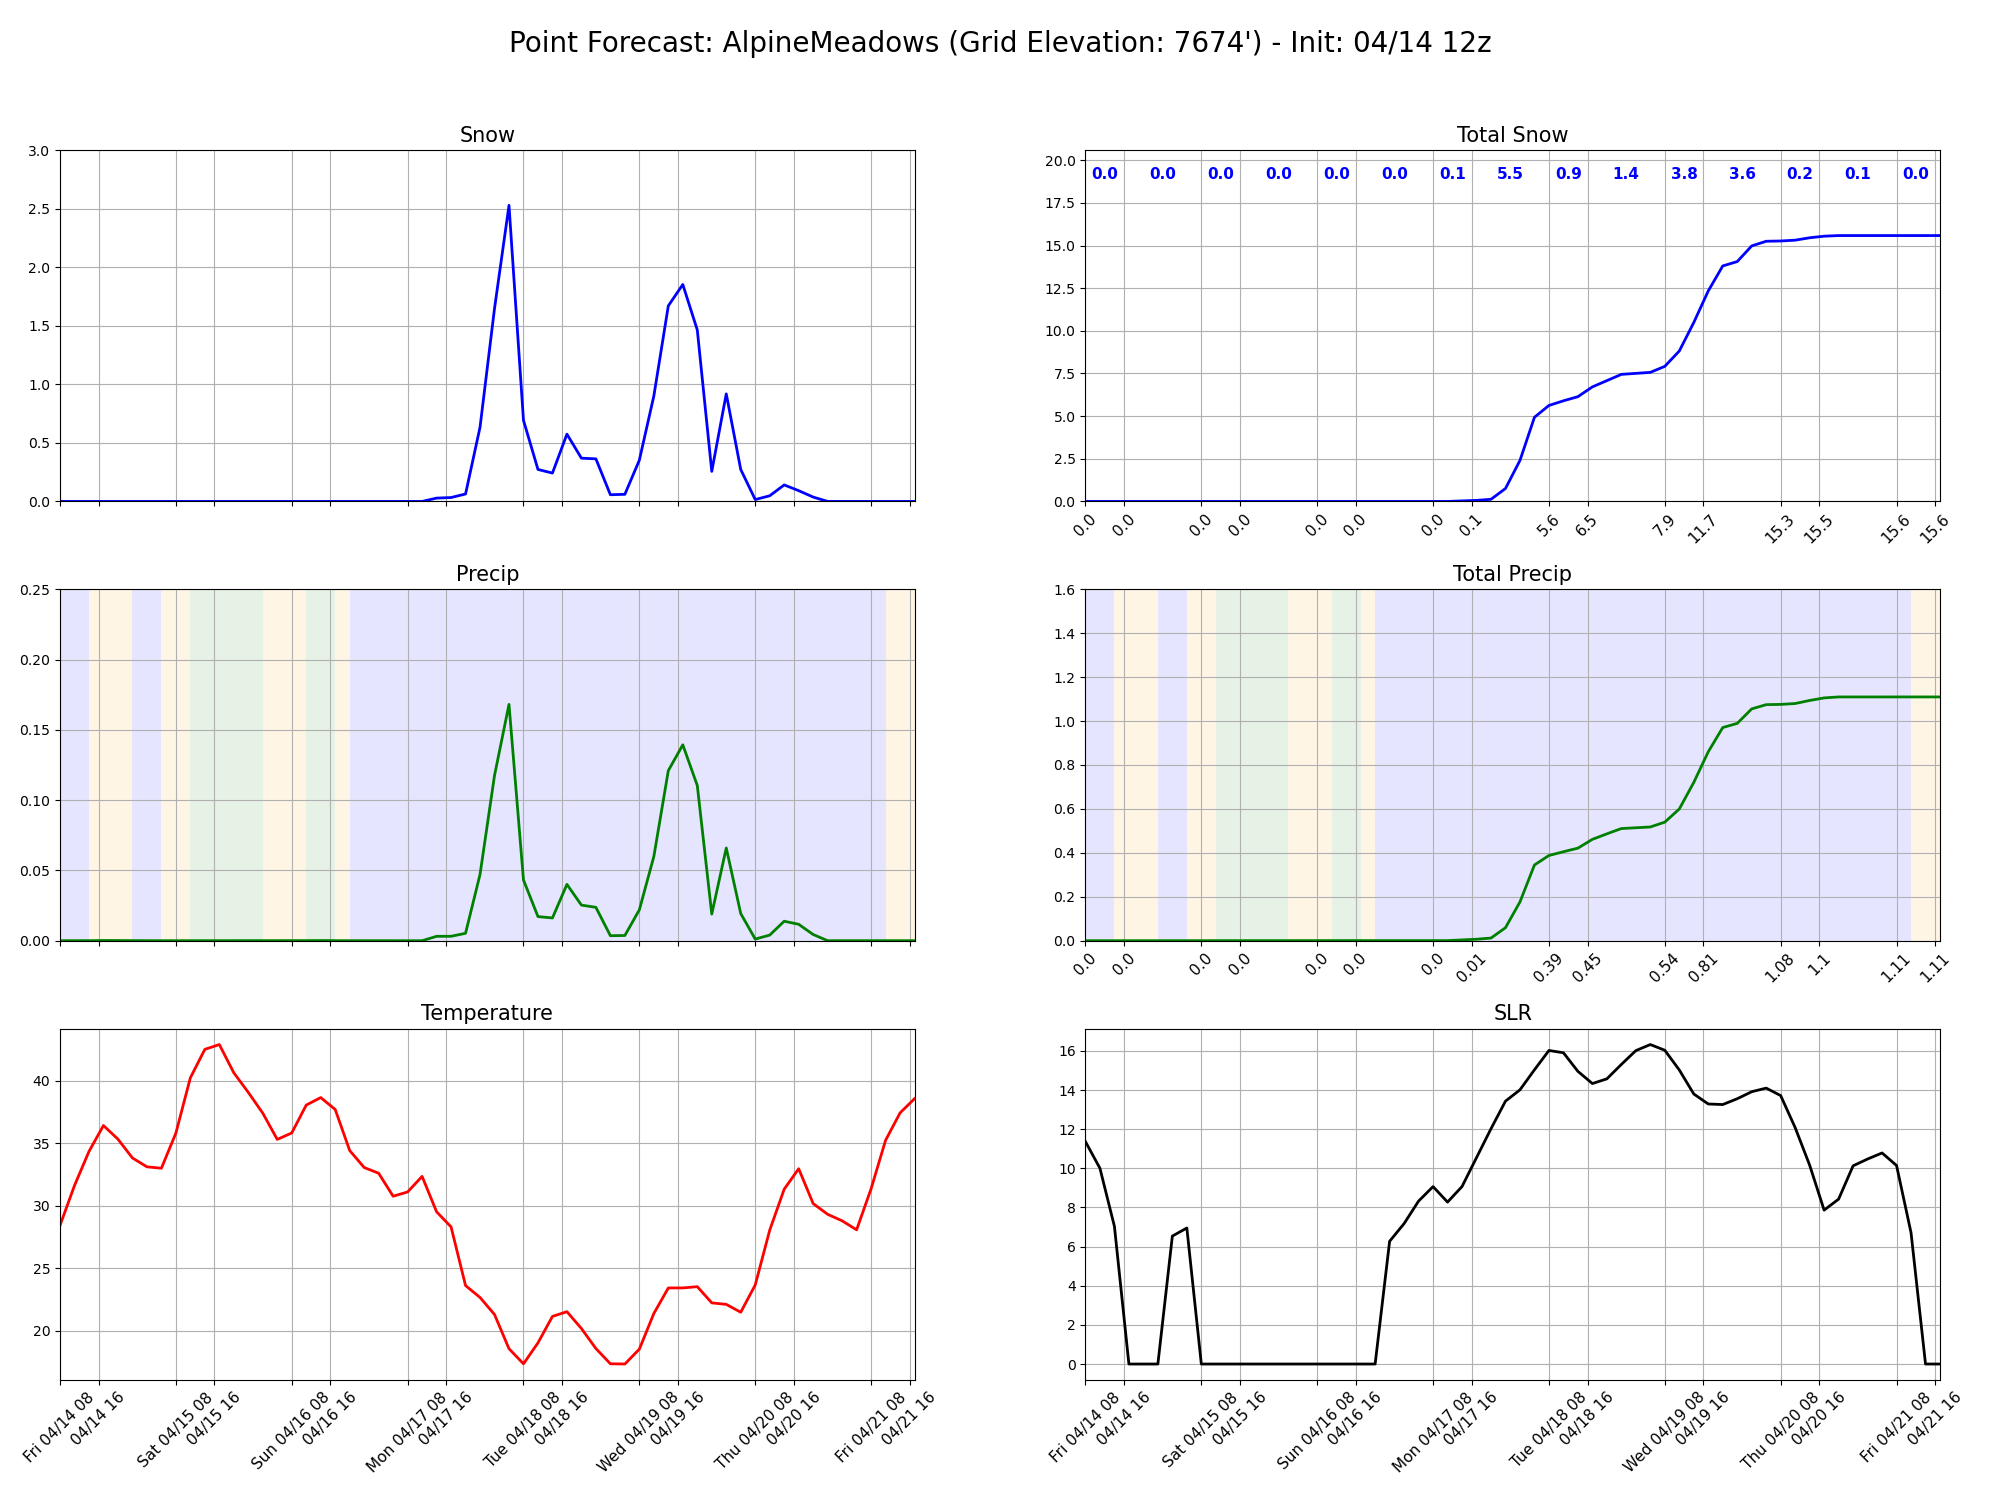 Point Forecast: AlpineMeadows (Grid Elevation: 7674') - Init: 04/14 12z
Snow
3.0
2.5
2.0
1.5
1.0
0.5
0.0
Total Snow
20.0
17.5
15.0
12.5
10.0
7.5
5.0
2.5
0.0
0.0 0.0 0.0 0.0 0.0 0.0 0.1 5.5 0.9 1.4 3.8 3.6 0.2 0.1 0.0
0.0 0.0 0.0 0.0 0.0 0.0 0.0 0.1 5.6 6.5 7.9 11.7 15.3 15.5 15.6 15.6
Precip
0.25
0.20
0.15
0.10
0.05
0.00
Total Precip
1.6
1.4
1.2
1.0
0.8
0.6
0.4
0.2
0.0
0.0 0.0 0.0 0.0 0.0 0.0 0.0 0.01 0.39 0.45 0.54 0.81 1.08 1.1 1.11 1.11
Temperature
40
35
30
25
20
Fri 04/14 08
04/14 16
Sat 04/15 08
04/15 16
Sun 04/16 08
04/16 16
Mon 04/17 08
04/17 16
Tue 04/18 08
04/18 16
Wed 04/19 08
04/19 16
Thu 04/20 08
04/20 16
Fri 04/21 08
04/21 16
SLR
16
14
12
10
8
6
4
2
0
Fri 04/14 08
04/14 16
Sat 04/15 08
04/15 16
Sun 04/16 08
04/16 16
Mon 04/17 08
04/17 16
Tue 04/18 08
04/18 16
Wed 04/19 08
04/19 16
Thu 04/20 08
04/20 16
Fri 04/21 08
04/21 16